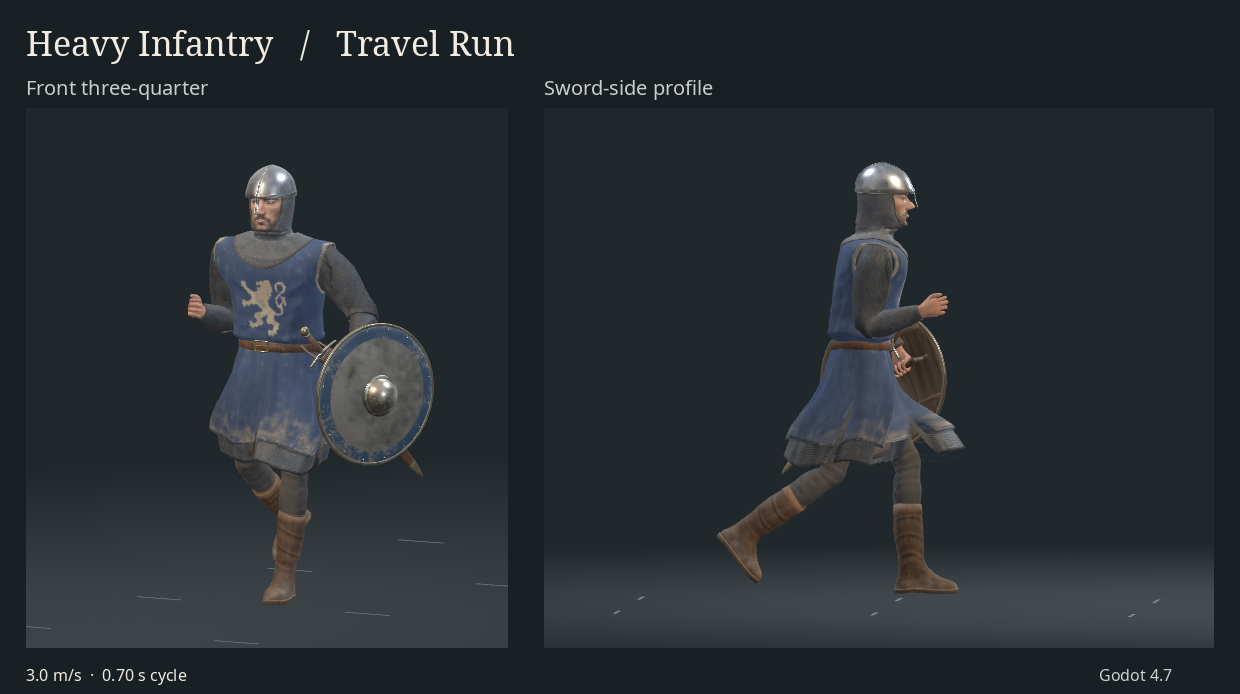 Heavy Infantry / Travel Run
Front three-quarter
Sword-side profile
3.0 m/s · 0.70 s cycle
Godot 4.7